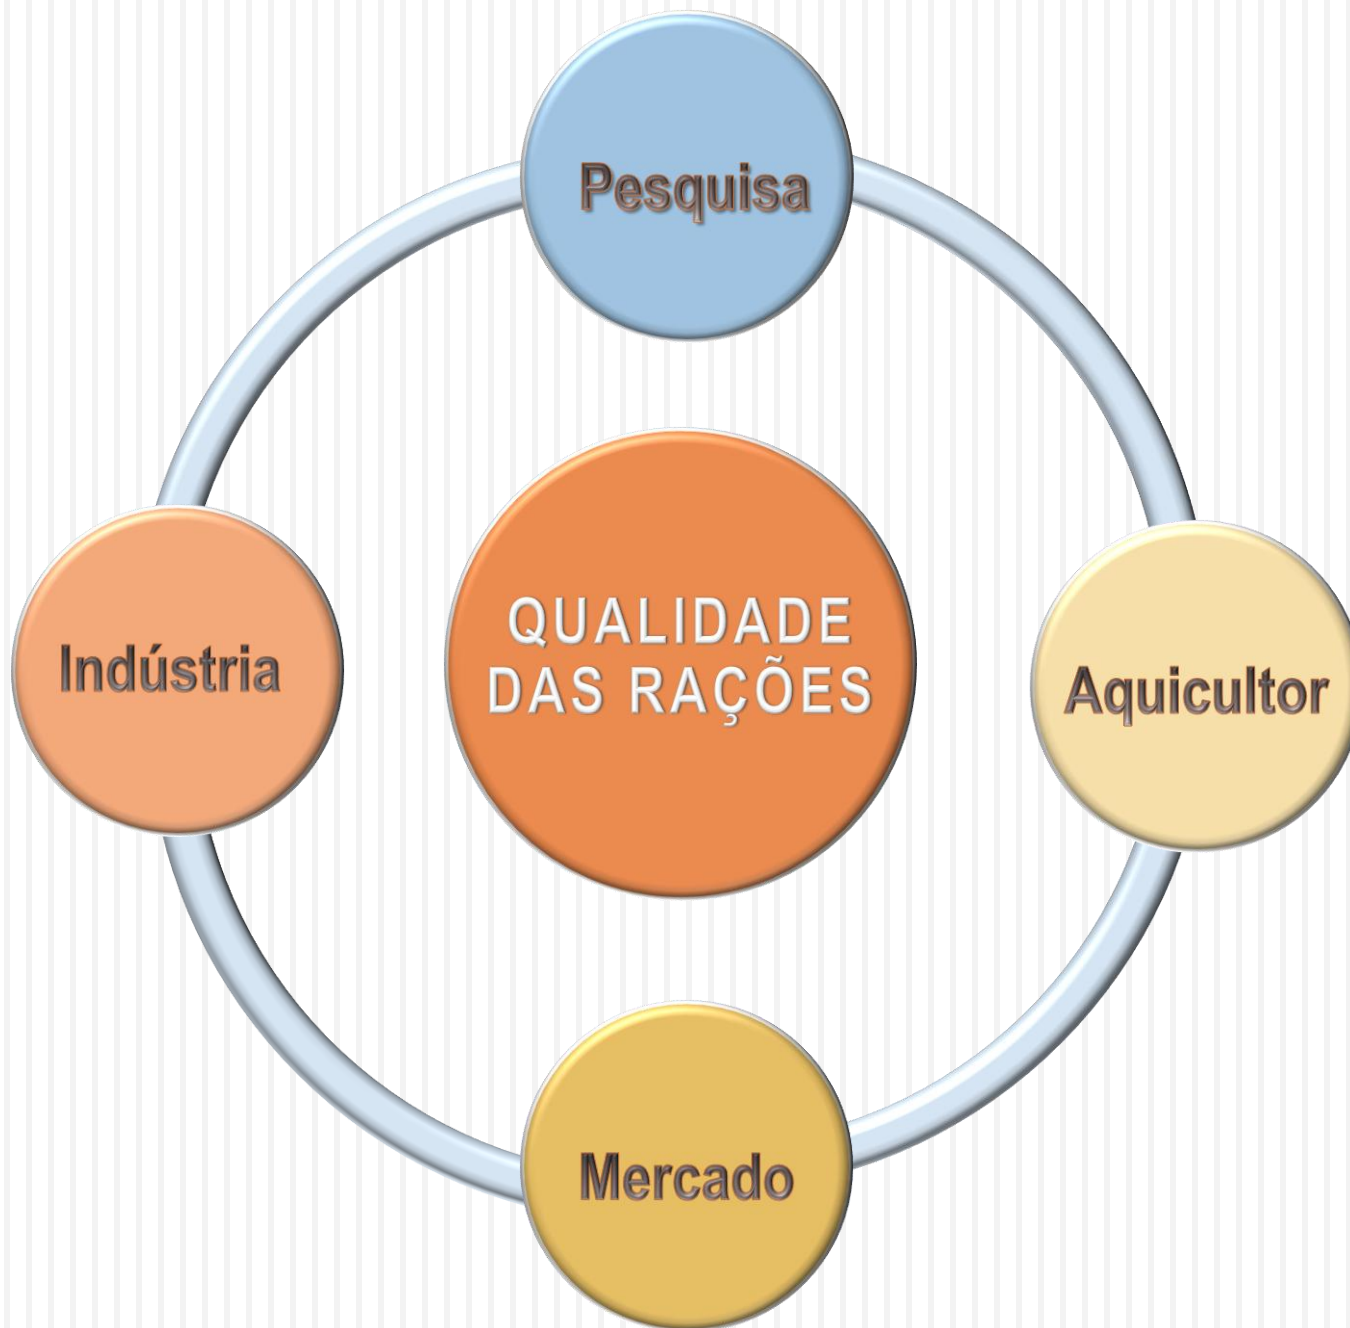 Pesquisa
QUALIDADE
DAS RAÇÕES
Indústria
Aquicultor
Mercado